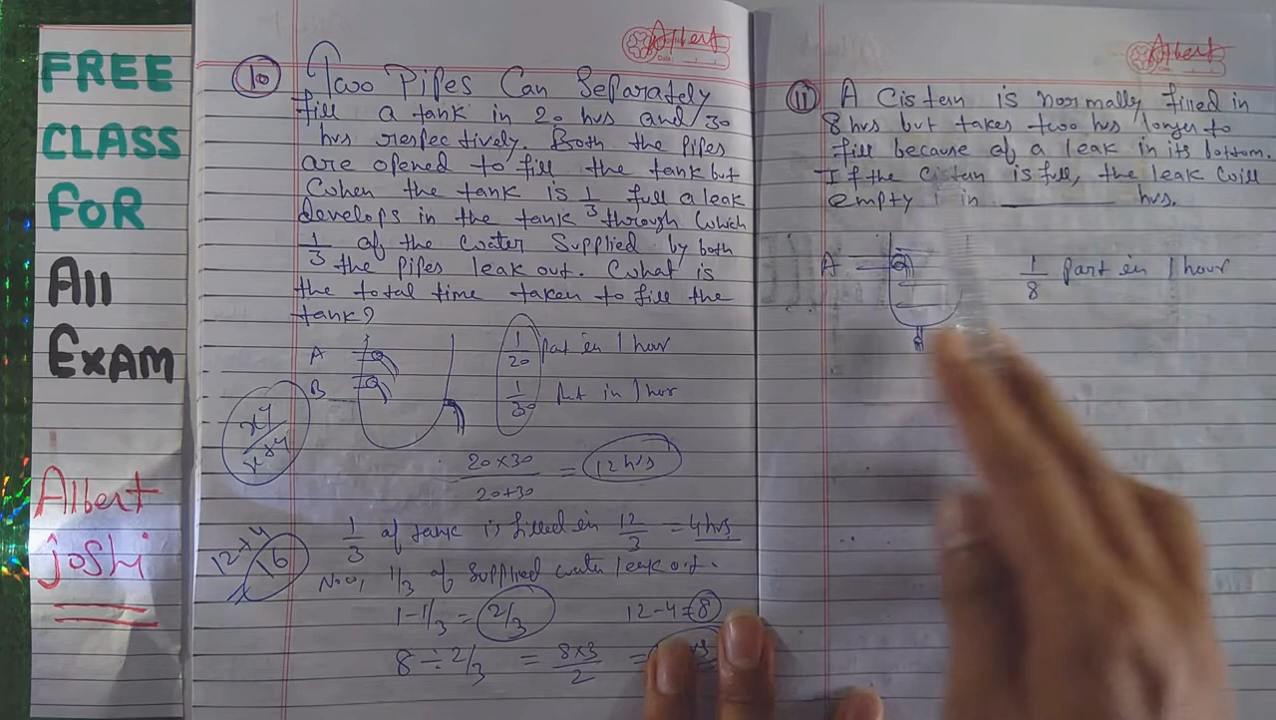 FREE
CLASS
FoR
All
ExAM
Albert
joshi
Albert
10 Two Pipes Can Separately
fill a tank in 20 hrs and 30
hrs respectively. Both the Pipes
are opened to fill the tank but
when the tank is 1/3 full a leak
develops in the tank through which
1/3 of the water Supplied by both
the Pipes leak out. What is
the total time taken to fill the
tank?
A
B
1/20 Part in 1 hour
1/30 Part in 1 hour
xy
x+y
20×30
20+30
= 12 hrs
1/3 of tank is filled in 12/3 = 4 hrs
12+4
16
Now, 1/3 of Supplied water leak out.
1-1/3 = 2/3
12-4=8
8 ÷ 2/3 = 8×3/2 =
Albert
11 A Cistern is normally filled in
8 hrs but takes two hrs longer to
fill because of a leak in its bottom.
If the Cistern is full, the leak will
empty in ________ hrs.
A
1/8 Part in 1 hour